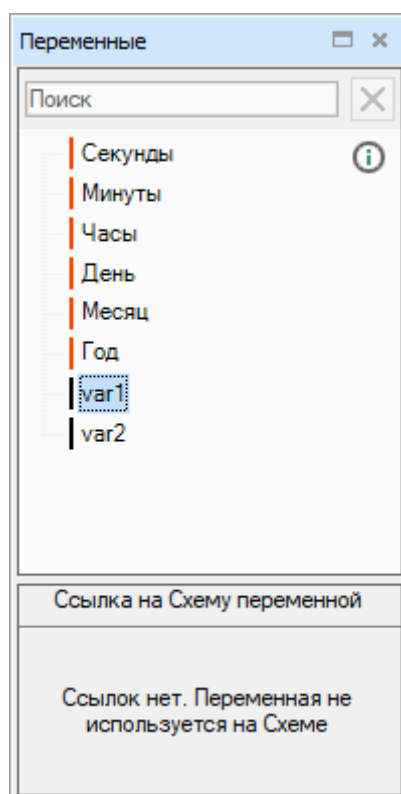 Переменные
Поиск
Секунды
Минуты
Часы
День
Месяц
Год
var1
var2
Ссылка на Схему переменной
Ссылок нет. Переменная не
используется на Схеме